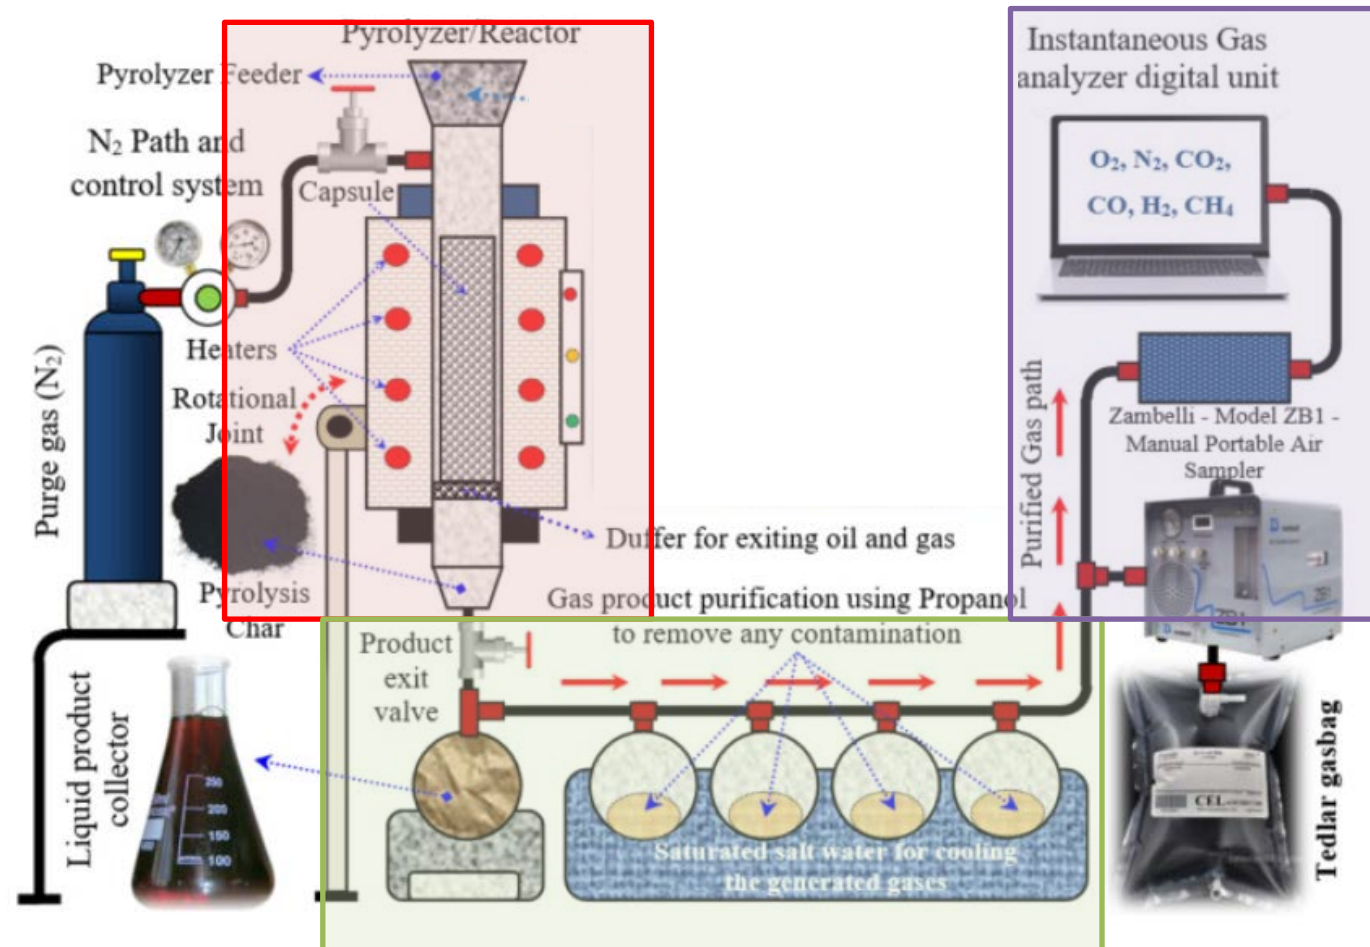 Pyrolyzer/Reactor
Pyrolyzer Feeder
N₂ Path and
control system
Capsule
Heaters
Rotational
Joint
Purge gas (N₂)
Pyrolysis
Char
Duffer for exiting oil and gas
Gas product purification using Propanol
to remove any contamination
Product
exit
valve
Liquid product
collector
250
200
150
100
Saturated salt water for cooling
the generated gases
Instantaneous Gas
analyzer digital unit
O₂, N₂, CO₂,
CO, H₂, CH₄
Purified Gas path
Zambelli - Model ZB1 -
Manual Portable Air
Sampler
ZB1
ZB1
CEL
Tedlar gasbag